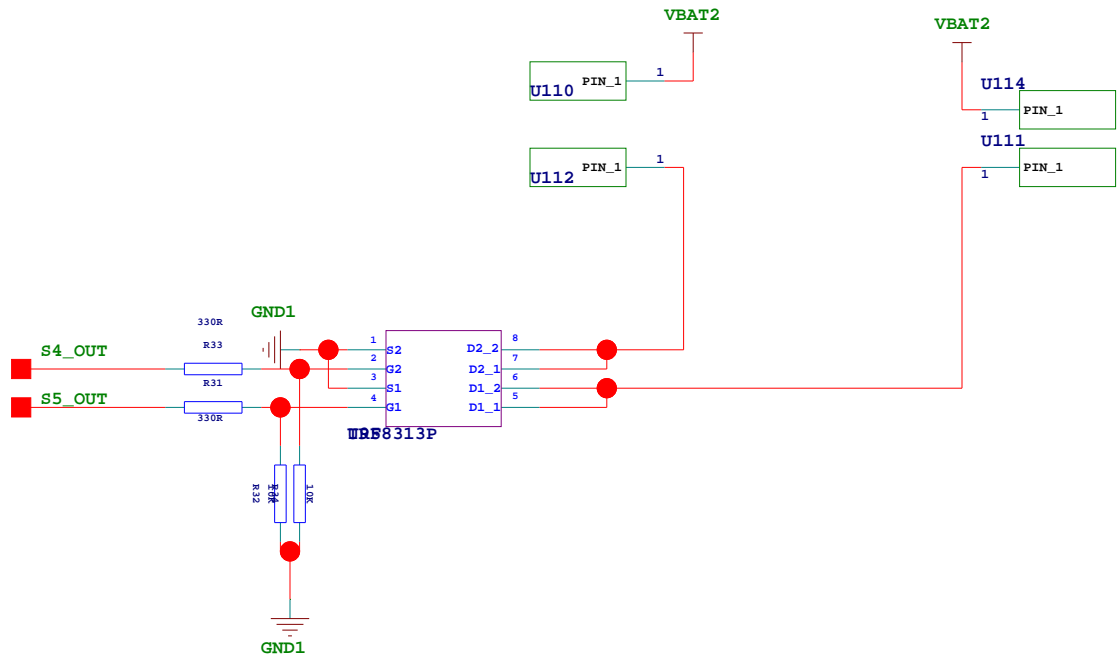 VBAT2
VBAT2
1
PIN_1
U110
U114
1
PIN_1
U111
1
PIN_1
U112
1
PIN_1
330R
GND1
R33
S4_OUT
R31
S5_OUT
330R
1
S2
2
G2
3
S1
4
G1
8
D2_2
7
D2_1
6
D1_2
5
D1_1
R32
10K
GND1